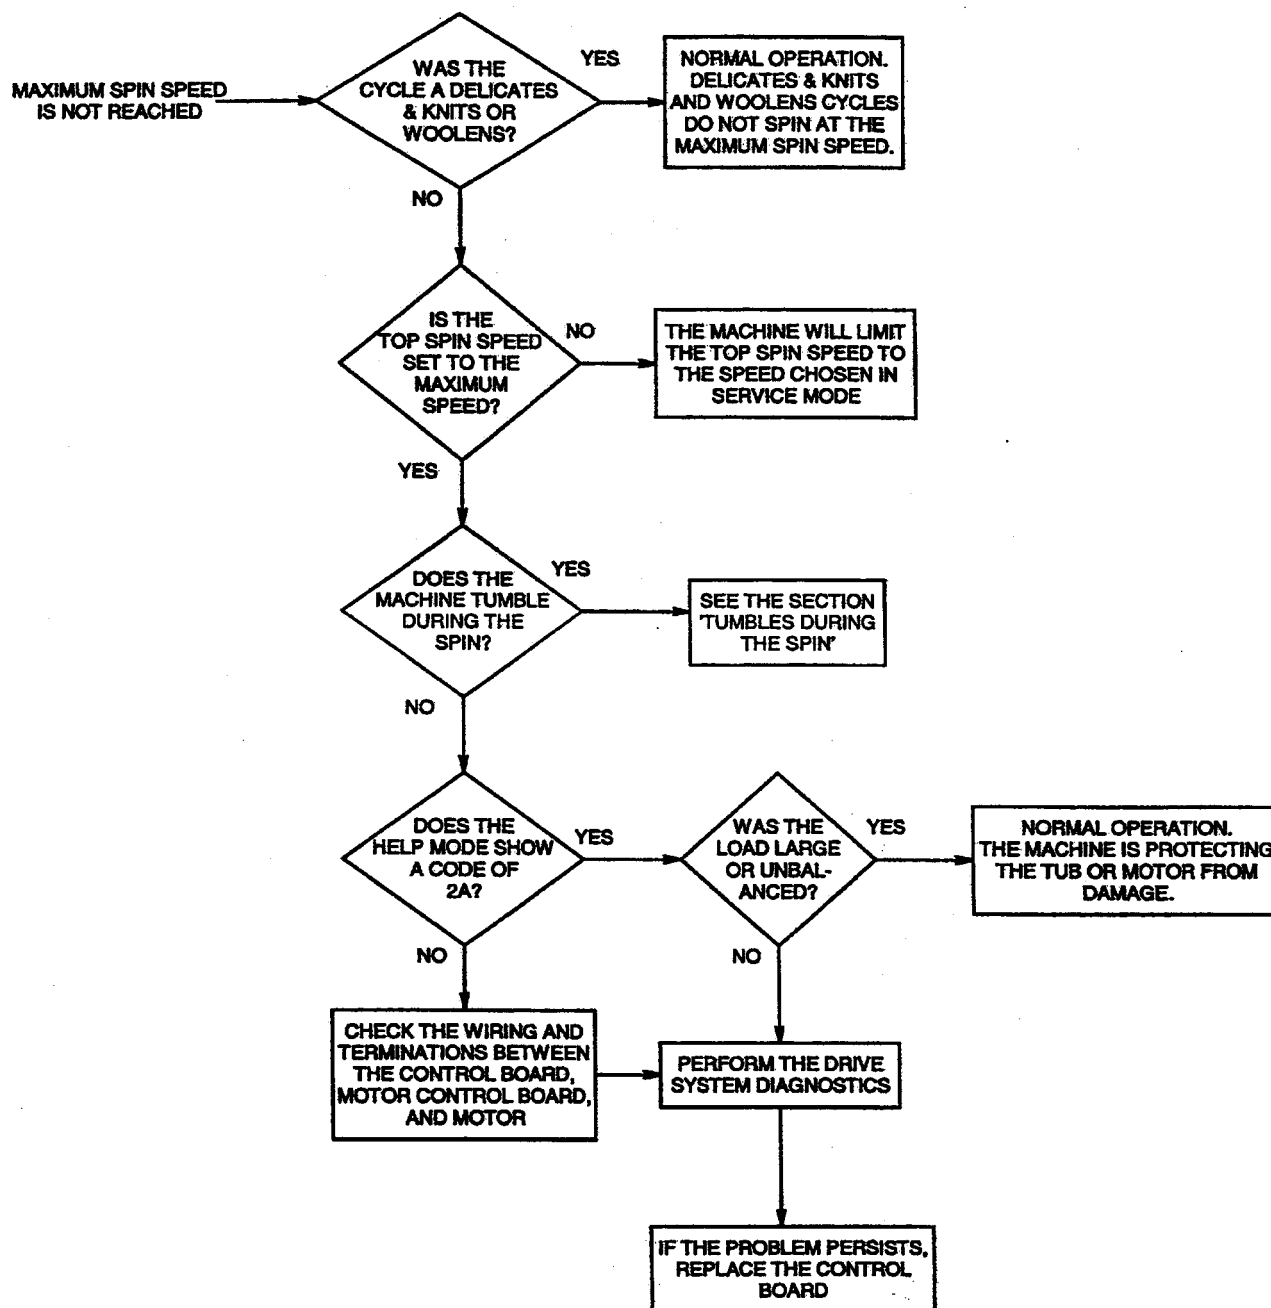 MAXIMUM SPIN SPEED
IS NOT REACHED
WAS THE
CYCLE A DELICATES
& KNITS OR
WOOLENS?
YES
NORMAL OPERATION.
DELICATES & KNITS
AND WOOLENS CYCLES
DO NOT SPIN AT THE
MAXIMUM SPIN SPEED.
NO
IS THE
TOP SPIN SPEED
SET TO THE
MAXIMUM
SPEED?
NO
THE MACHINE WILL LIMIT
THE TOP SPIN SPEED TO
THE SPEED CHOSEN IN
SERVICE MODE
YES
DOES THE
MACHINE TUMBLE
DURING THE
SPIN?
YES
SEE THE SECTION
'TUMBLES DURING
THE SPIN'
NO
DOES THE
HELP MODE SHOW
A CODE OF
2A?
YES
WAS THE
LOAD LARGE
OR UNBAL-
ANCED?
YES
NORMAL OPERATION.
THE MACHINE IS PROTECTING
THE TUB OR MOTOR FROM
DAMAGE.
NO
NO
CHECK THE WIRING AND
TERMINATIONS BETWEEN
THE CONTROL BOARD,
MOTOR CONTROL BOARD,
AND MOTOR
PERFORM THE DRIVE
SYSTEM DIAGNOSTICS
IF THE PROBLEM PERSISTS,
REPLACE THE CONTROL
BOARD